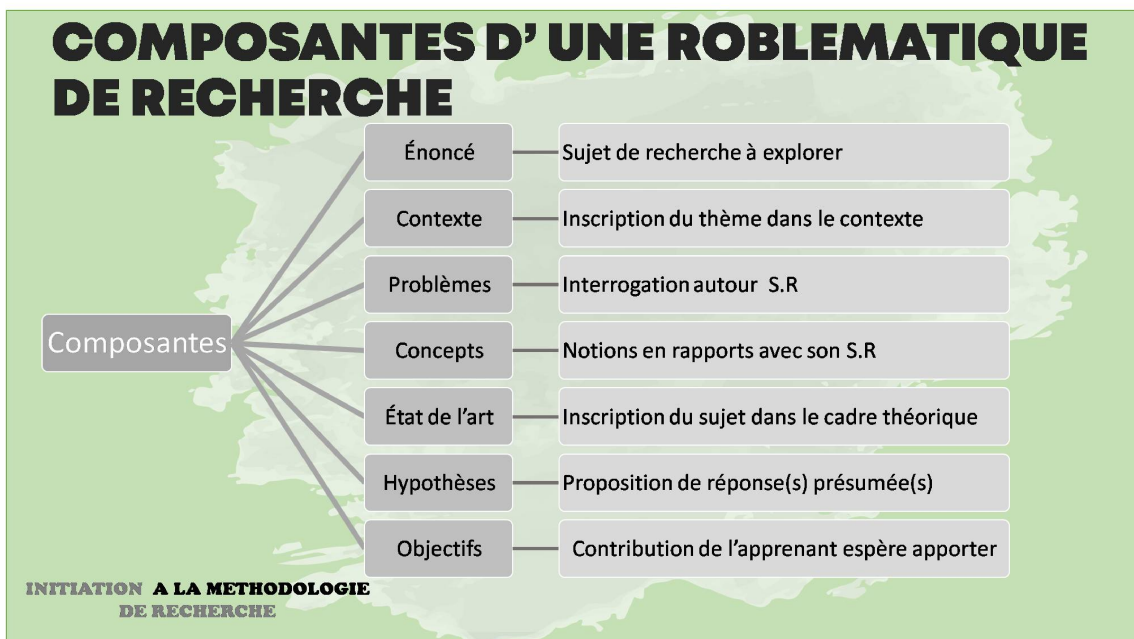 COMPOSANTES D' UNE ROBLEMATIQUE
DE RECHERCHE
Composantes
Énoncé
Sujet de recherche à explorer
Contexte
Inscription du thème dans le contexte
Problèmes
Interrogation autour S.R
Concepts
Notions en rapports avec son S.R
État de l'art
Inscription du sujet dans le cadre théorique
Hypothèses
Proposition de réponse(s) présumée(s)
Objectifs
Contribution de l'apprenant espère apporter
INITIATION A LA METHODOLOGIE
DE RECHERCHE